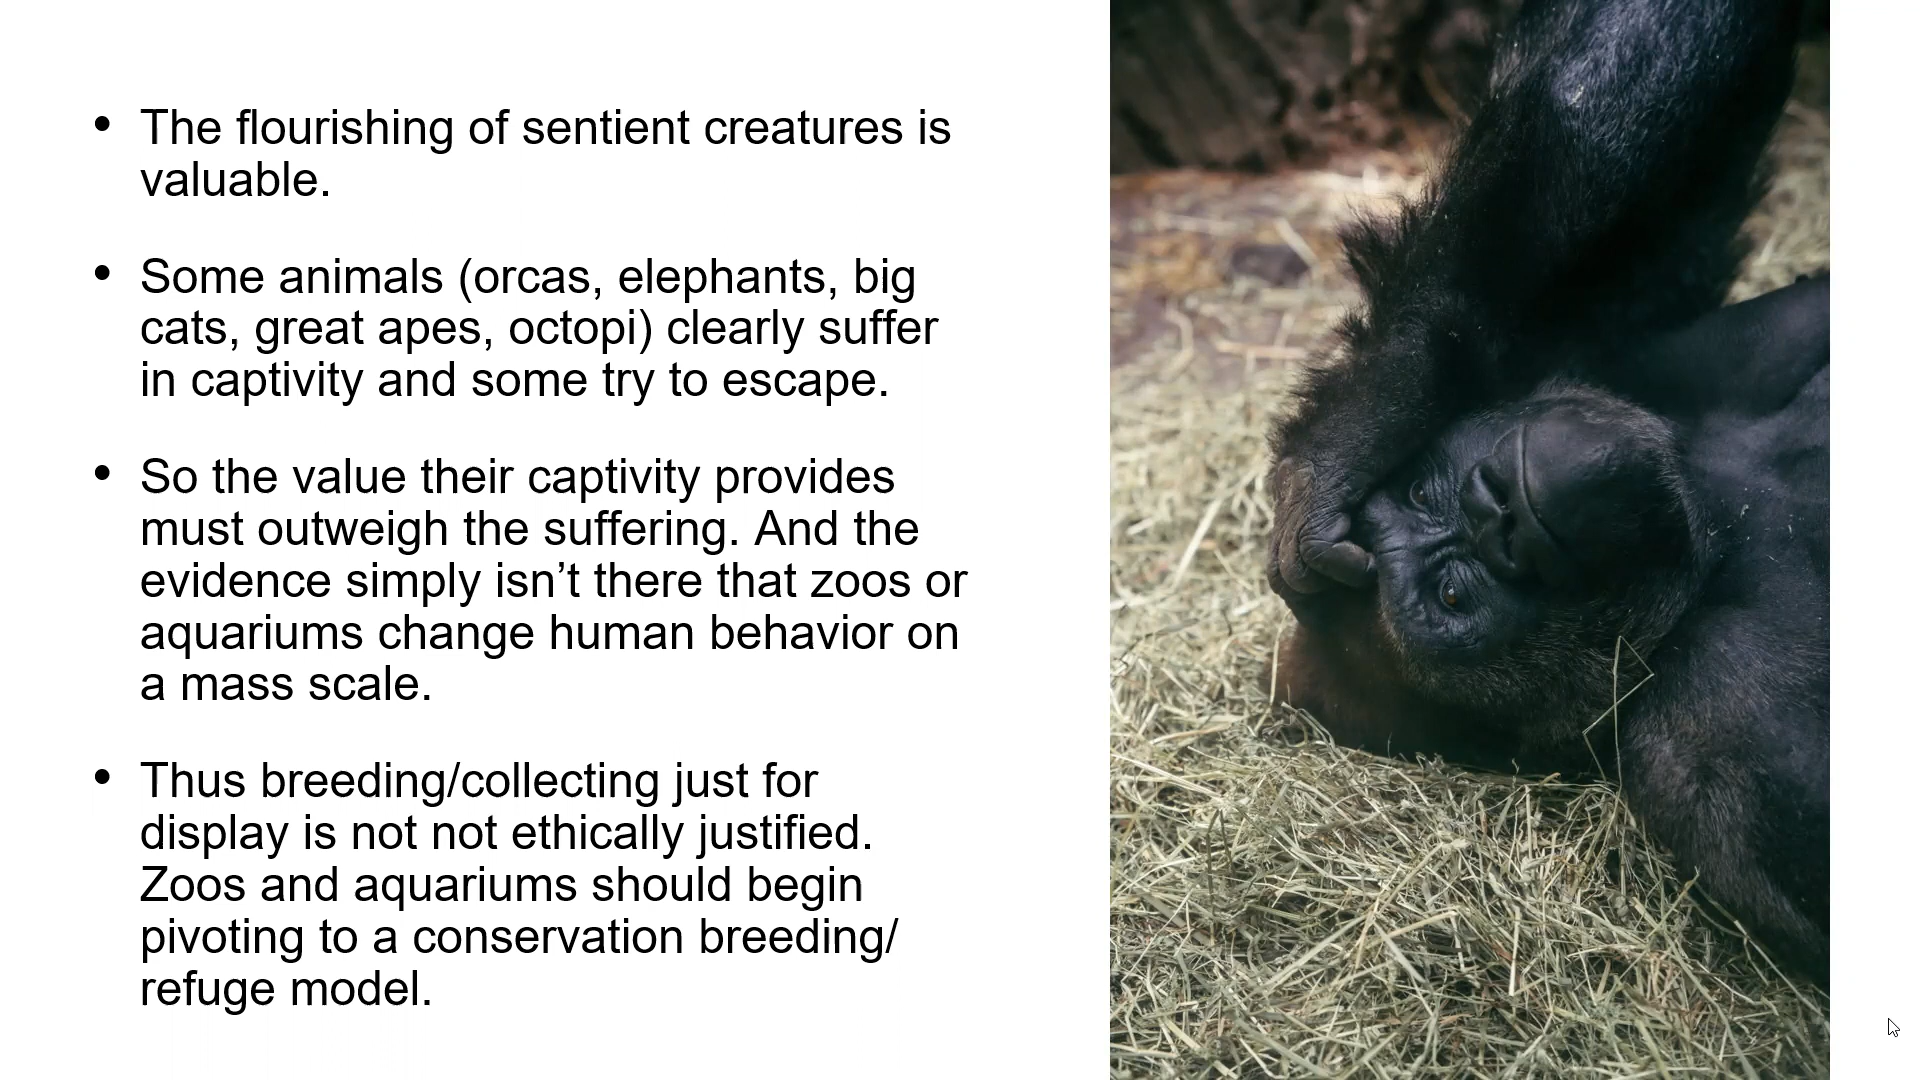 • The flourishing of sentient creatures is
valuable.
• Some animals (orcas, elephants, big
cats, great apes, octopi) clearly suffer
in captivity and some try to escape.
• So the value their captivity provides
must outweigh the suffering. And the
evidence simply isn’t there that zoos or
aquariums change human behavior on
a mass scale.
• Thus breeding/collecting just for
display is not not ethically justified.
Zoos and aquariums should begin
pivoting to a conservation breeding/
refuge model.